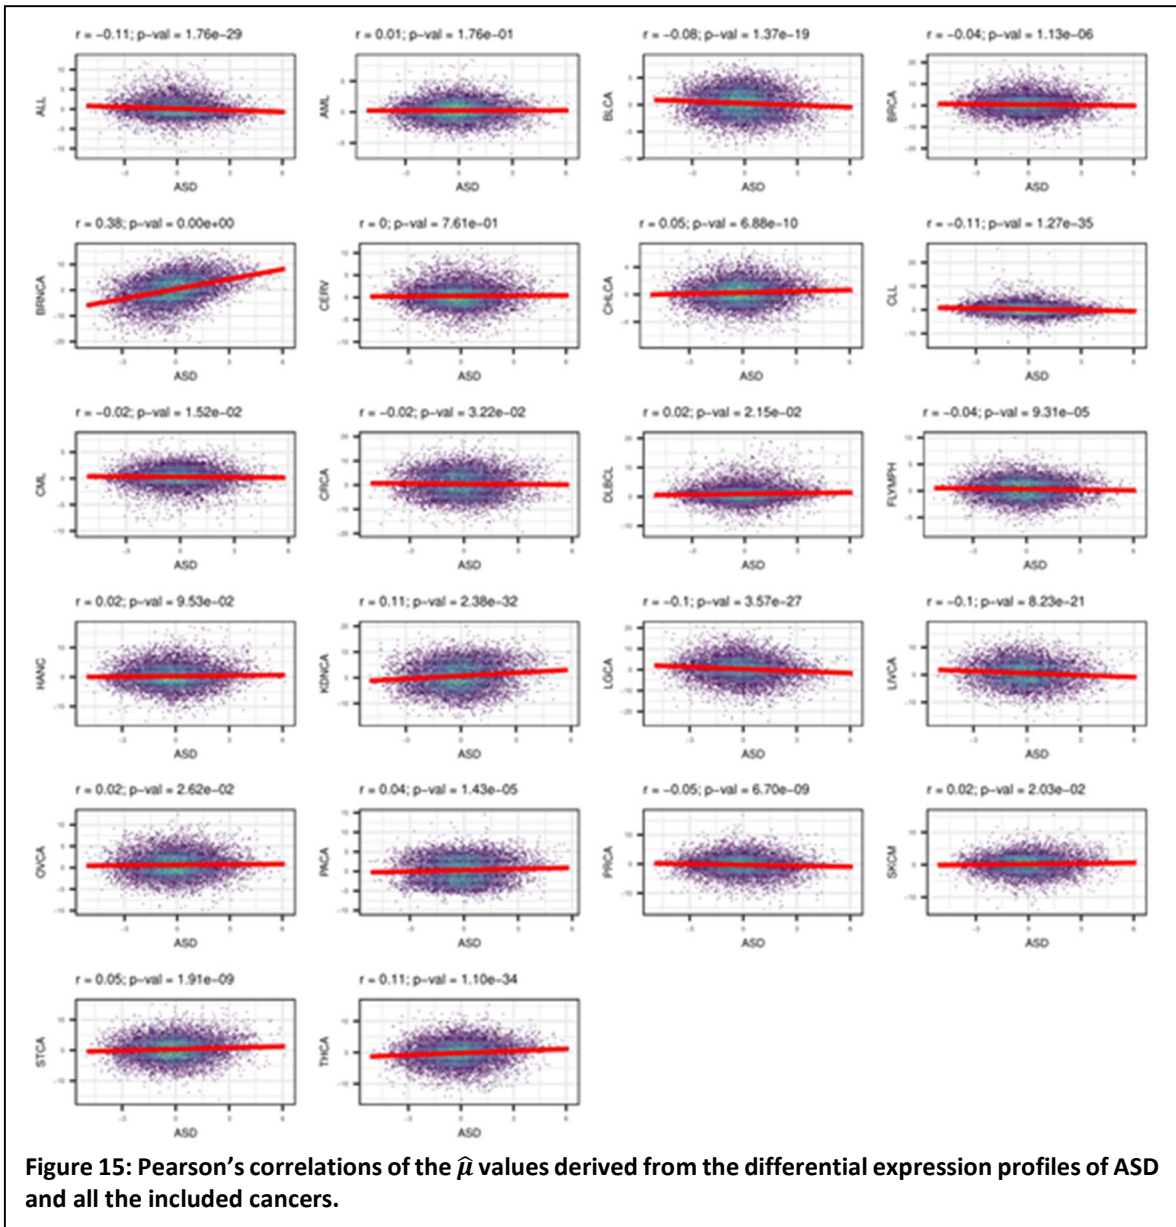 r = −0.11; p−val = 1.76e−29
ALL
ASD
r = 0.01; p−val = 1.76e−01
AML
ASD
r = −0.08; p−val = 1.37e−19
BLCA
ASD
r = −0.04; p−val = 1.13e−06
BRCA
ASD
r = 0.38; p−val = 0.00e+00
BRNCA
ASD
r = 0; p−val = 7.61e−01
CERV
ASD
r = 0.05; p−val = 6.88e−10
CHLCA
ASD
r = −0.11; p−val = 1.27e−35
CLL
ASD
r = −0.02; p−val = 1.52e−02
CML
ASD
r = −0.02; p−val = 3.22e−02
CRCA
ASD
r = 0.02; p−val = 2.15e−02
DLBCL
ASD
r = −0.04; p−val = 9.31e−05
FLYMPH
ASD
r = 0.02; p−val = 9.53e−02
HANC
ASD
r = 0.11; p−val = 2.38e−32
KDNCA
ASD
r = −0.1; p−val = 3.57e−27
LGCA
ASD
r = −0.1; p−val = 8.23e−21
LIVCA
ASD
r = 0.02; p−val = 2.62e−02
OVCA
ASD
r = 0.04; p−val = 1.43e−05
PACA
ASD
r = −0.05; p−val = 6.70e−09
PRCA
ASD
r = 0.02; p−val = 2.03e−02
SKCM
ASD
r = 0.05; p−val = 1.91e−09
STCA
ASD
r = 0.11; p−val = 1.10e−34
THCA
ASD
Figure 15: Pearson’s correlations of the μ̂ values derived from the differential expression profiles of ASD
and all the included cancers.